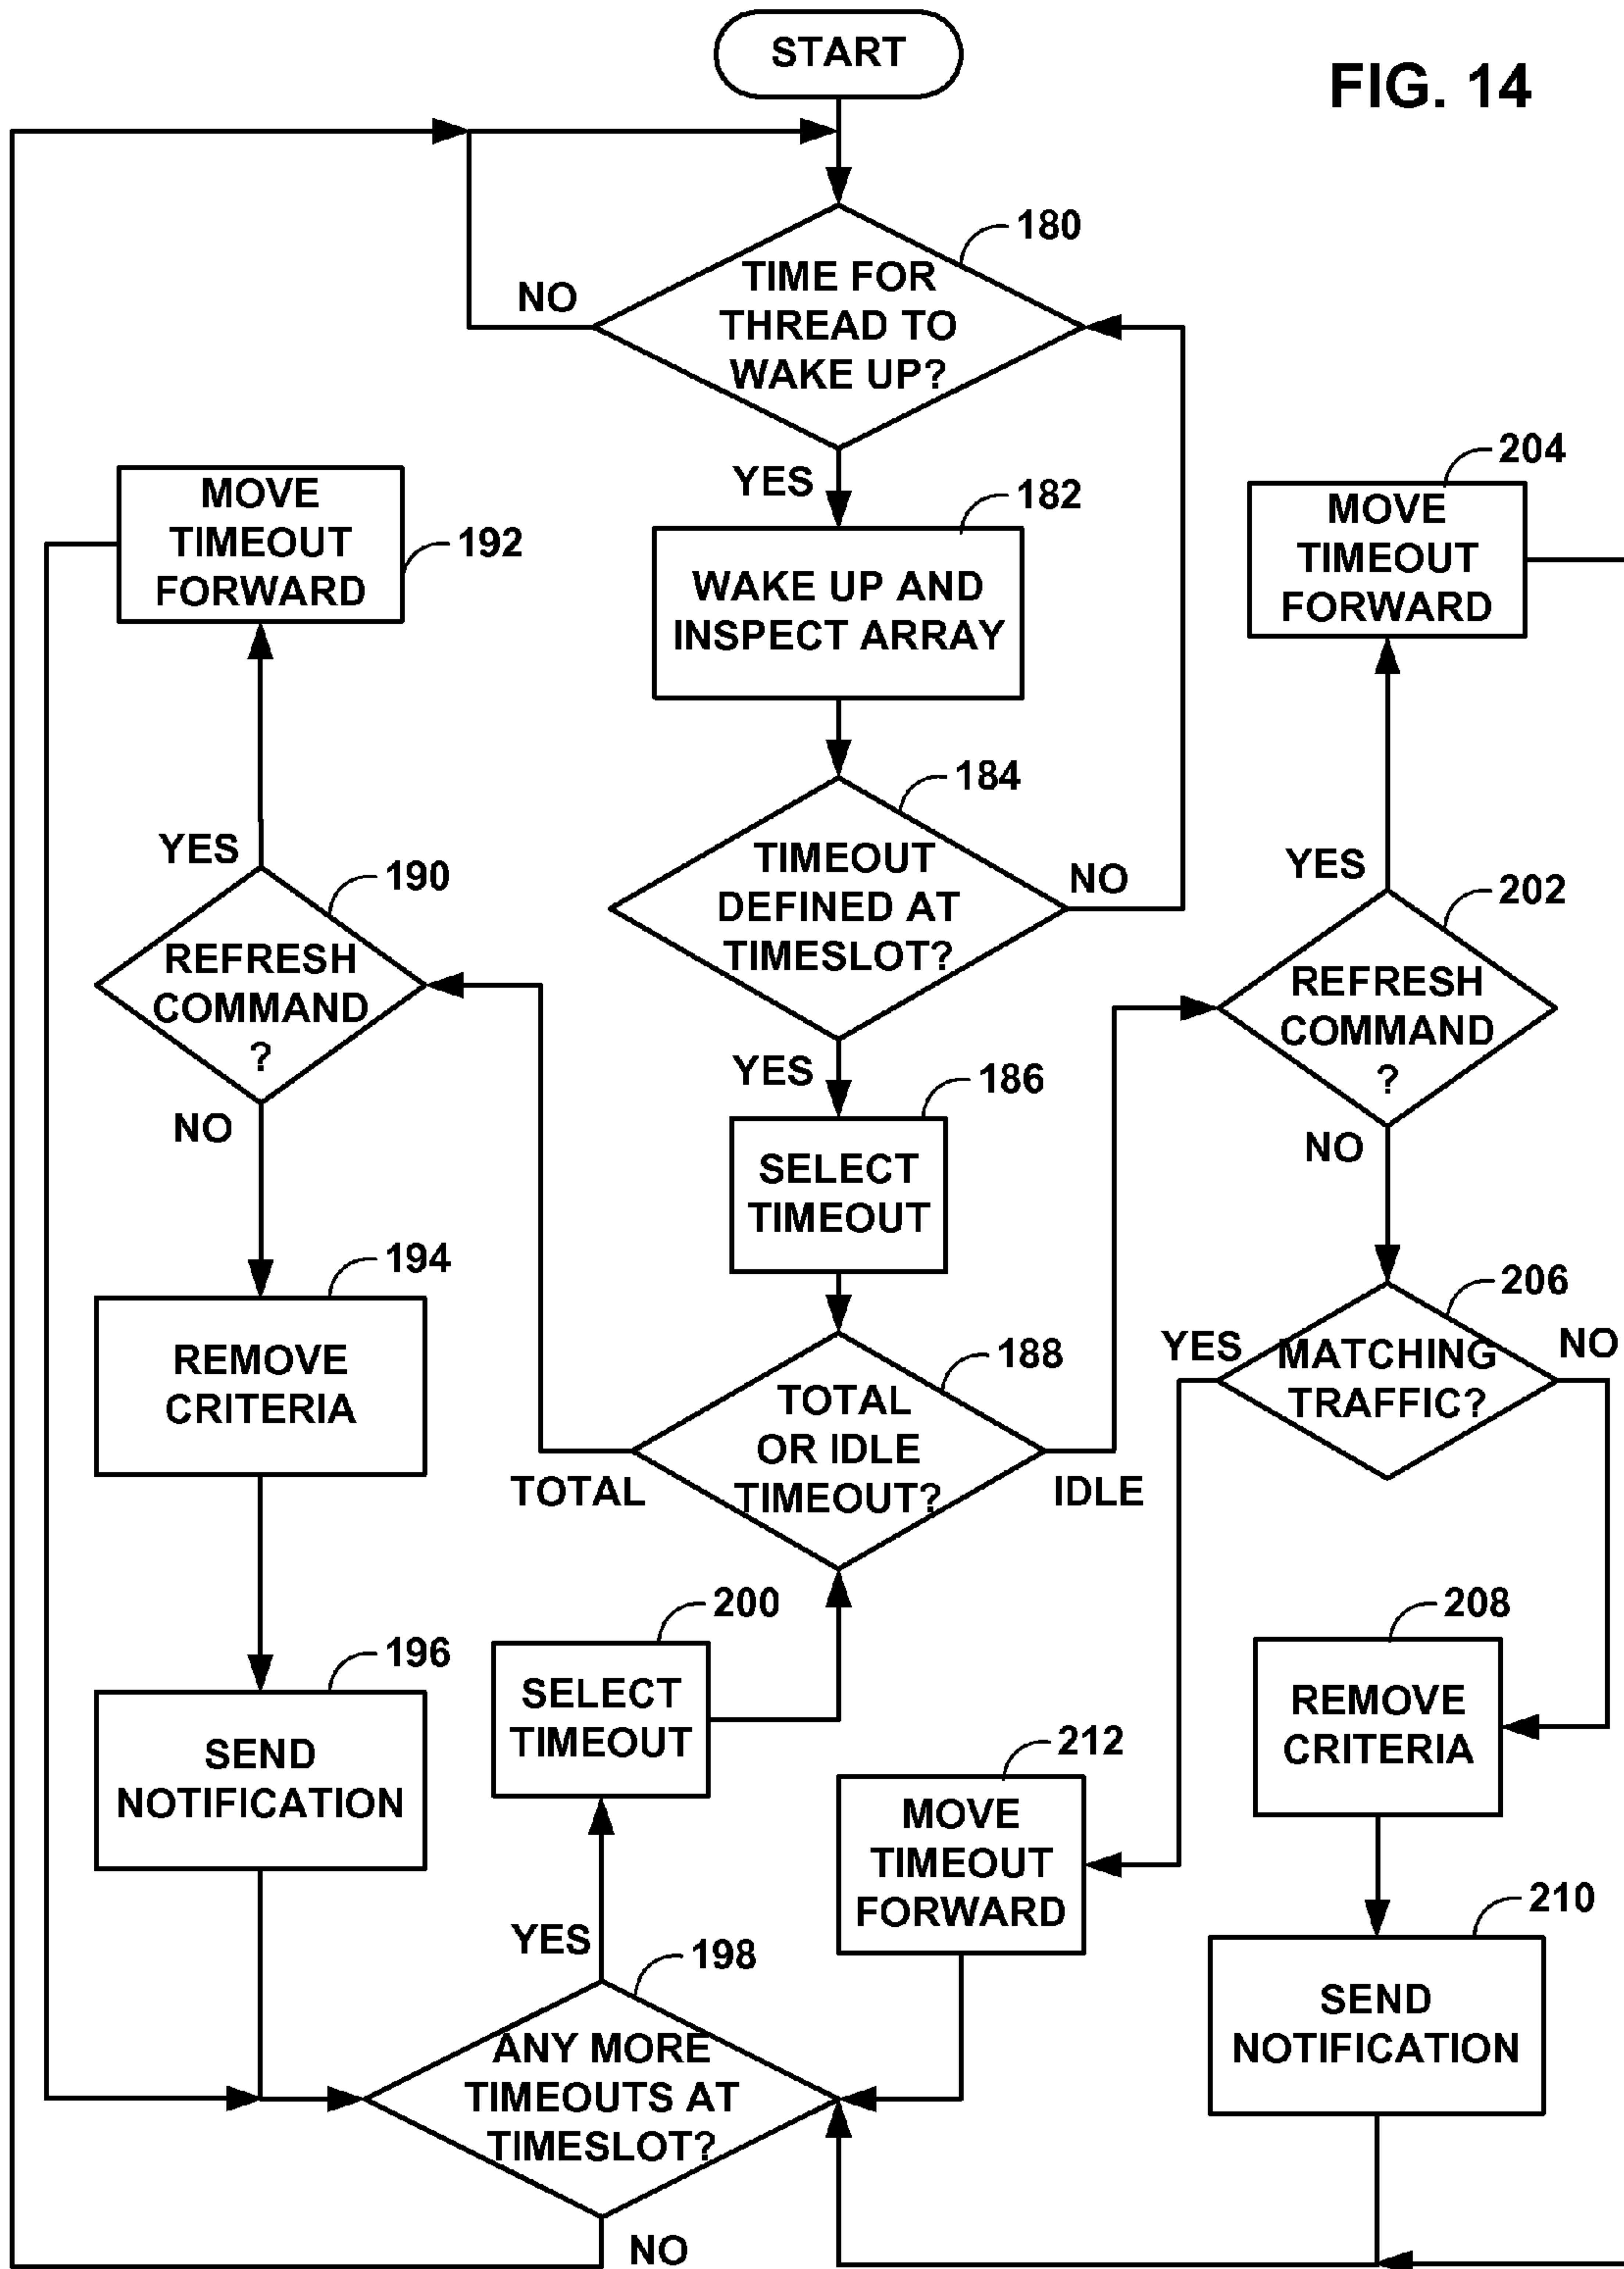 START
FIG. 14
180
TIME FOR
THREAD TO
WAKE UP?
NO
YES
182
WAKE UP AND
INSPECT ARRAY
MOVE
TIMEOUT
FORWARD
192
204
MOVE
TIMEOUT
FORWARD
184
TIMEOUT
DEFINED AT
TIMESLOT?
NO
YES
YES
190
REFRESH
COMMAND
?
NO
YES
202
REFRESH
COMMAND
?
NO
186
SELECT
TIMEOUT
194
REMOVE
CRITERIA
188
TOTAL
OR IDLE
TIMEOUT?
TOTAL
IDLE
206
YES
MATCHING
TRAFFIC?
NO
200
SELECT
TIMEOUT
208
REMOVE
CRITERIA
196
SEND
NOTIFICATION
212
MOVE
TIMEOUT
FORWARD
210
SEND
NOTIFICATION
YES
198
ANY MORE
TIMEOUTS AT
TIMESLOT?
NO